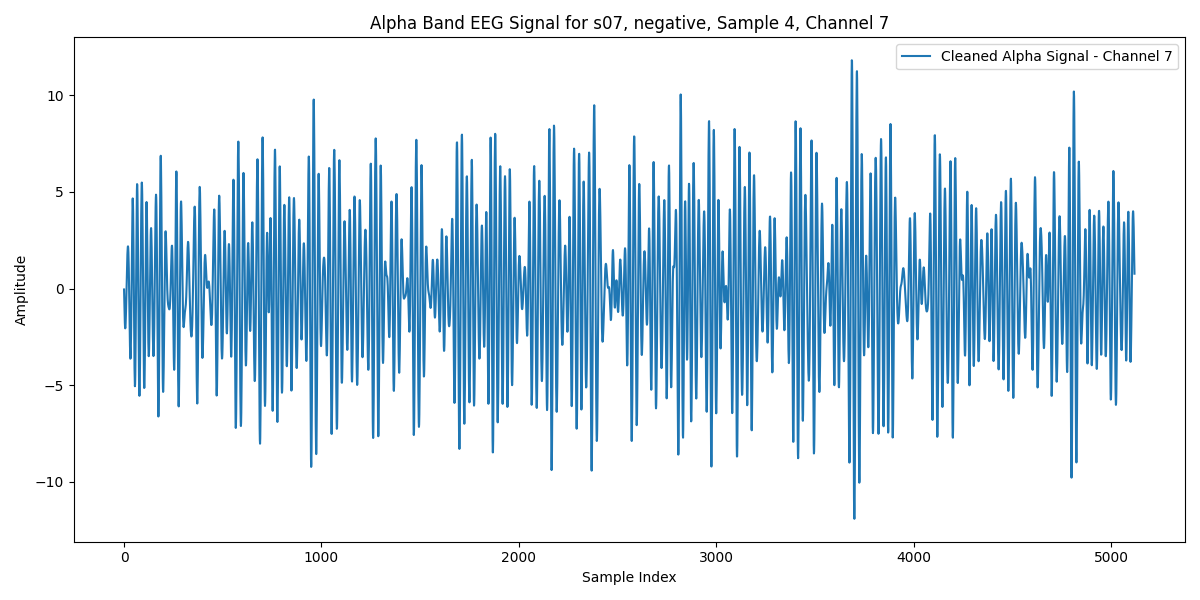 Alpha Band EEG Signal for s07, negative, Sample 4, Channel 7
Cleaned Alpha Signal - Channel 7
Amplitude
10
5
0
−5
−10
0
1000
2000
3000
4000
5000
Sample Index